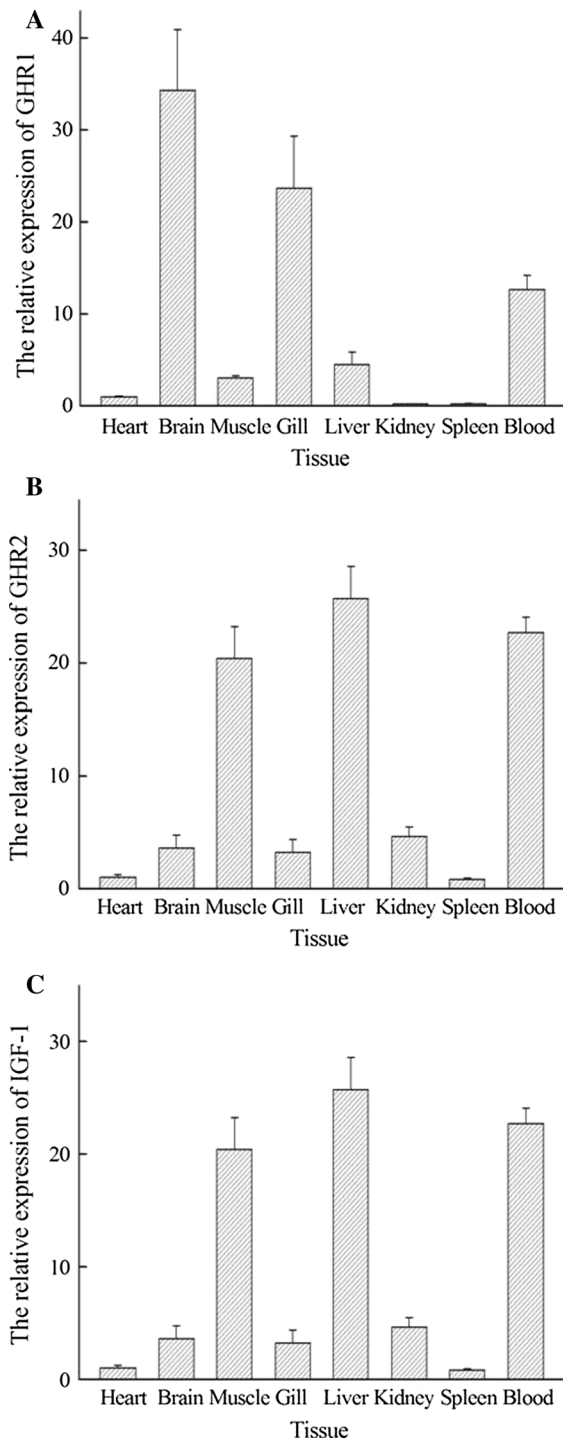 A
The relative expression of GHR1
40
30
20
10
0
Heart Brain Muscle Gill Liver Kidney Spleen Blood
Tissue
B
The relative expression of GHR2
30
20
10
0
Heart Brain Muscle Gill Liver Kidney Spleen Blood
Tissue
C
The relative expression of IGF-1
30
20
10
0
Heart Brain Muscle Gill Liver Kidney Spleen Blood
Tissue